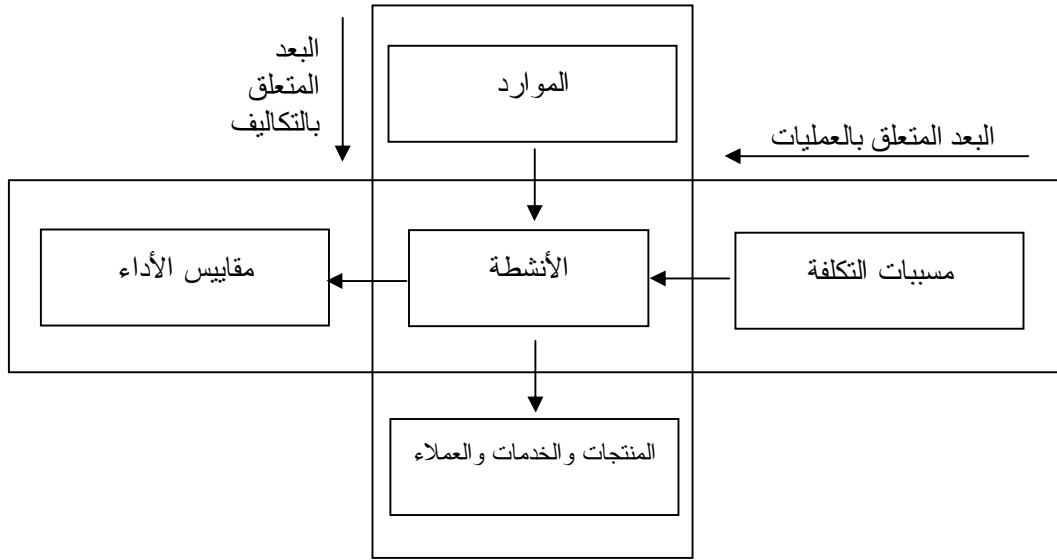 البعد
المتعلق
بالتكاليف
الموارد
البعد المتعلق بالعمليات
مسببات التكلفة
الأنشطة
مقاييس الأداء
المنتجات والخدمات والعملاء